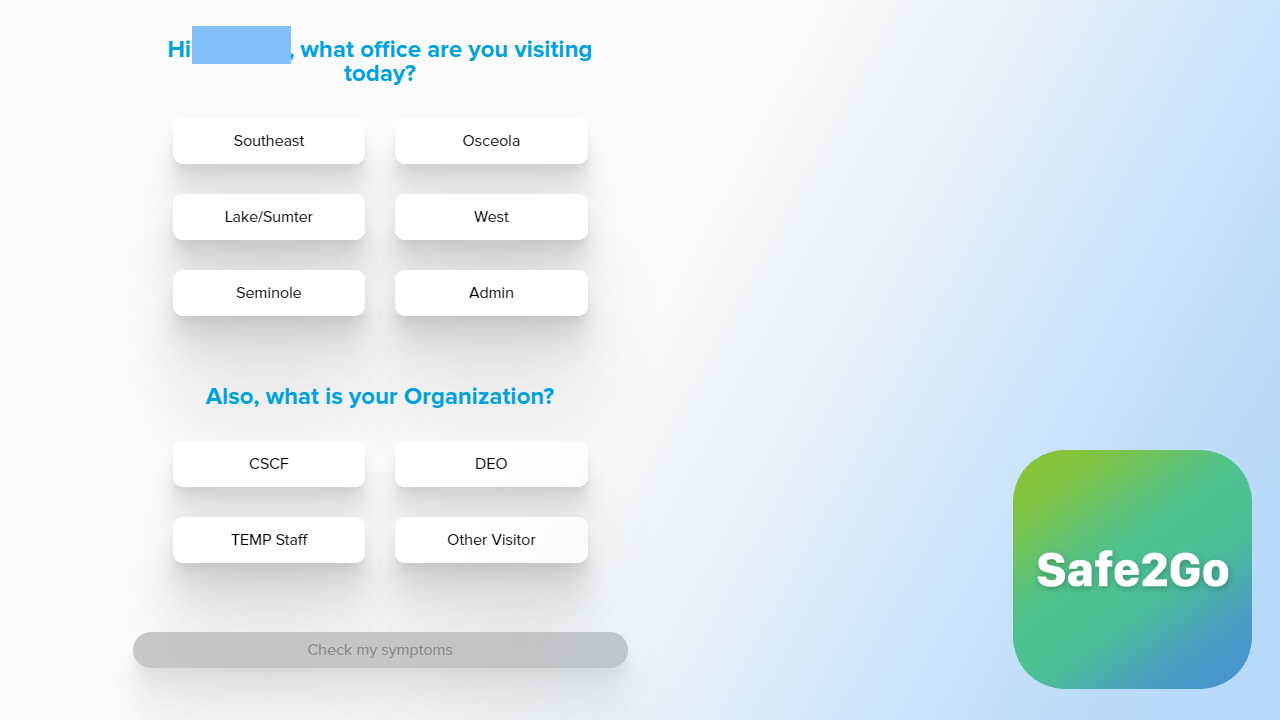 Hi , what office are you visiting
today?
Southeast
Osceola
Lake/Sumter
West
Seminole
Admin
Also, what is your Organization?
CSCF
DEO
TEMP Staff
Other Visitor
Check my symptoms
Safe2Go